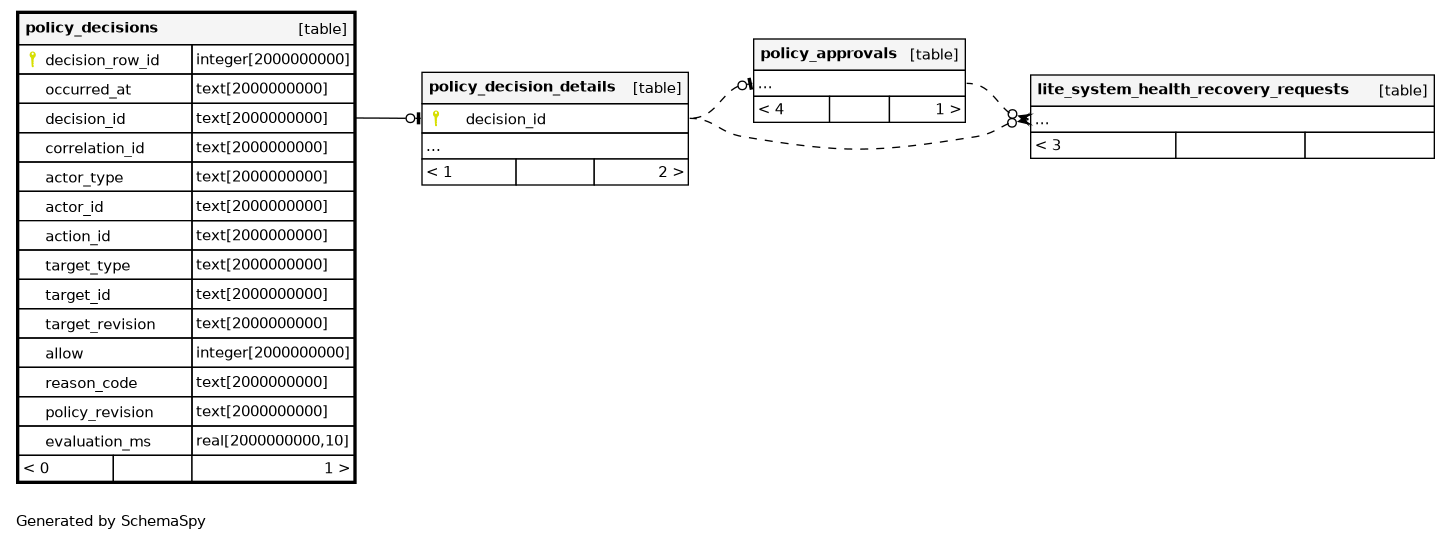 policy_decisions [table]
decision_row_id integer[2000000000]
occurred_at text[2000000000]
decision_id text[2000000000]
correlation_id text[2000000000]
actor_type text[2000000000]
actor_id text[2000000000]
action_id text[2000000000]
target_type text[2000000000]
target_id text[2000000000]
target_revision text[2000000000]
allow integer[2000000000]
reason_code text[2000000000]
policy_revision text[2000000000]
evaluation_ms real[2000000000,10]
< 0 1 >
policy_decision_details [table]
decision_id
...
< 1 2 >
policy_approvals [table]
...
< 4 1 >
lite_system_health_recovery_requests [table]
...
< 3
Generated by SchemaSpy